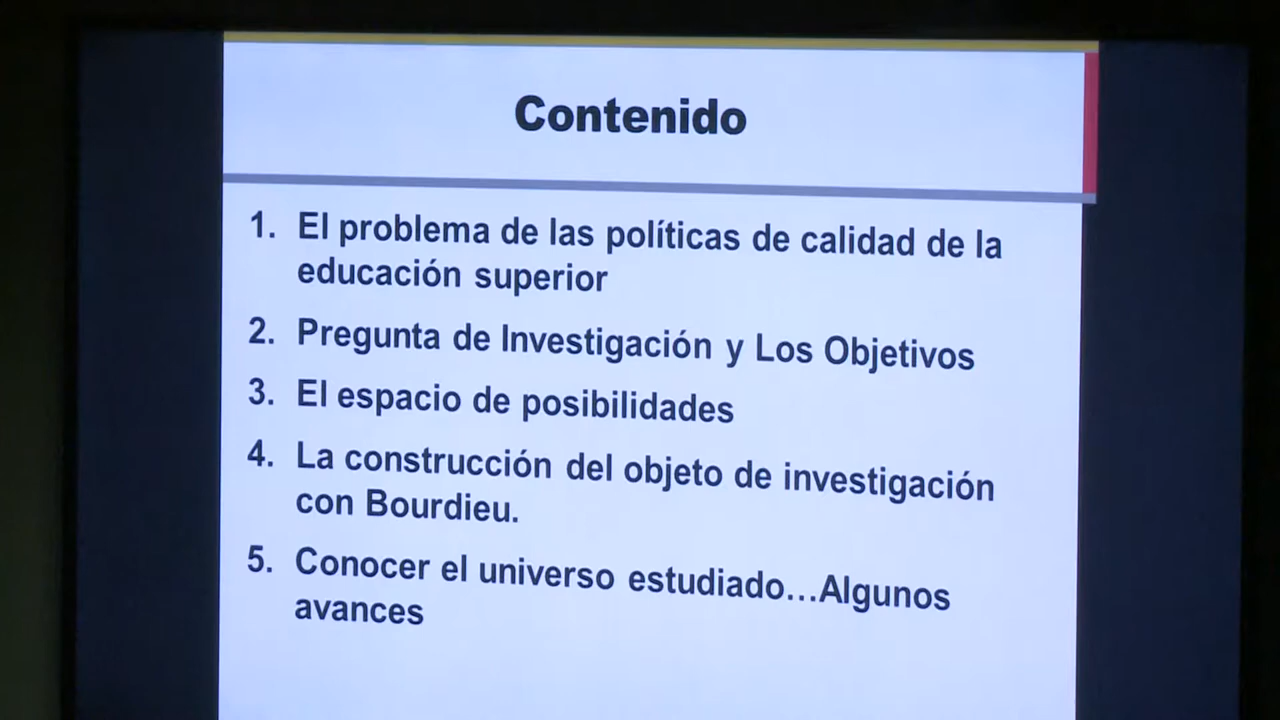 Contenido
1. El problema de las políticas de calidad de la
educación superior
2. Pregunta de Investigación y Los Objetivos
3. El espacio de posibilidades
4. La construcción del objeto de investigación
con Bourdieu.
5. Conocer el universo estudiado...Algunos
avances